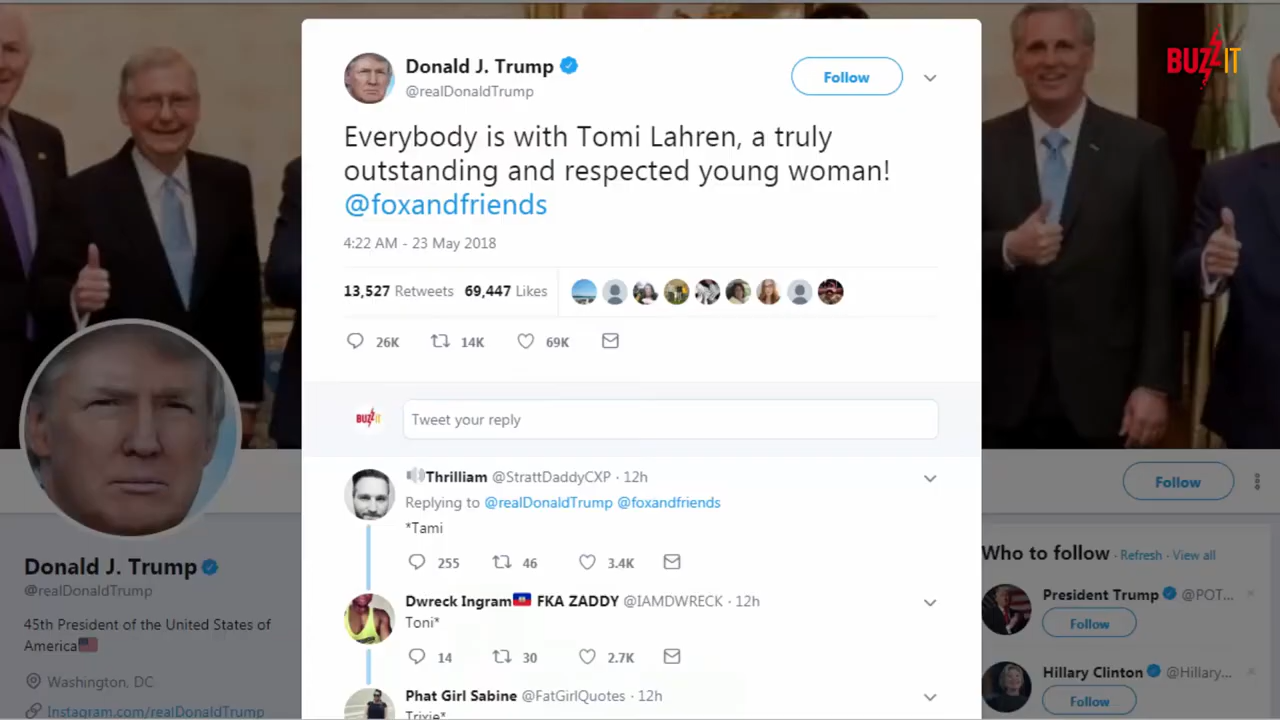 BUZZIT
Donald J. Trump
@realDonaldTrump
Follow
Everybody is with Tomi Lahren, a truly
outstanding and respected young woman!
@foxandfriends
4:22 AM - 23 May 2018
13,527 Retweets 69,447 Likes
26K 14K 69K
BUZZIT
Tweet your reply
Thrilliam @StrattDaddyCXP · 12h
Replying to @realDonaldTrump @foxandfriends
*Tami
255 46 3.4K
Dwreck Ingram FKA ZADDY @IAMDWRECK · 12h
Toni*
14 30 2.7K
Phat Girl Sabine @FatGirlQuotes · 12h
Trixie*
Donald J. Trump
@realDonaldTrump
45th President of the United States of
America
Washington, DC
Instagram.com/realDonaldTrump
Follow
Who to follow · Refresh · View all
President Trump @POT...
Follow
Hillary Clinton @Hillary...
Follow